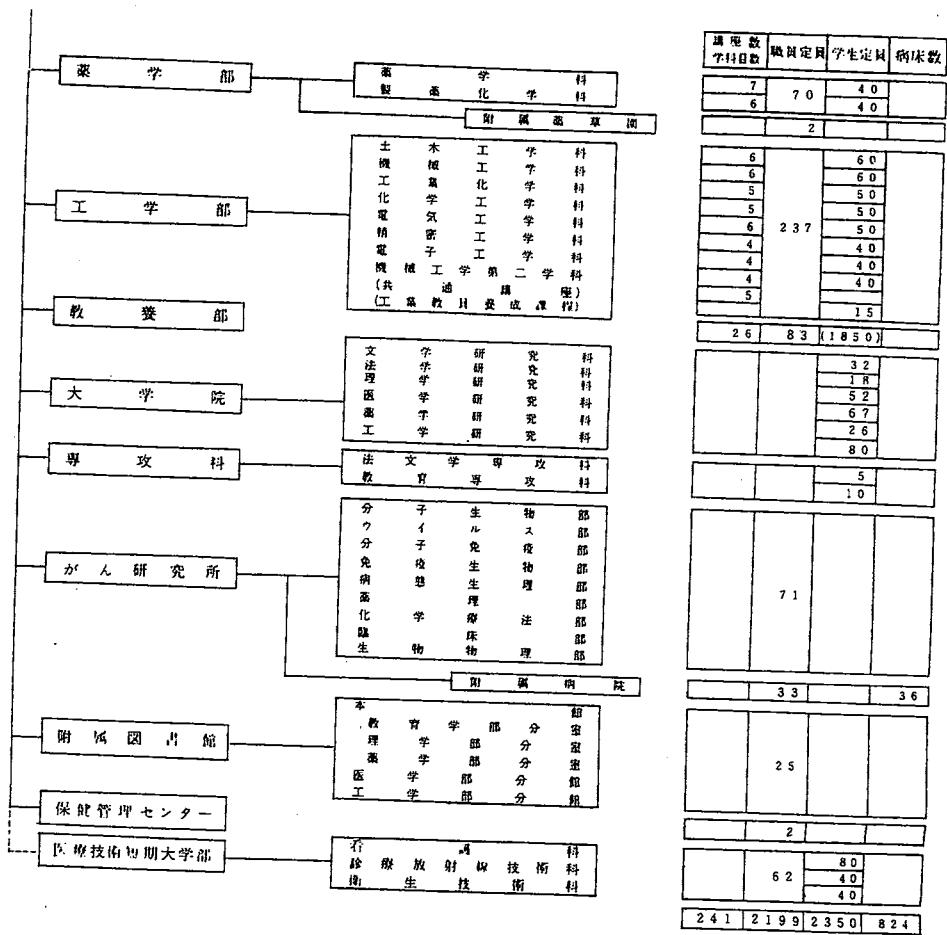 講座数 学科目数 職員定員 学生定員 病床数
薬学部
薬学科 7 70 40
製薬化学科 6 40
附属薬草園 2
工学部 237
土木工学科 6 60
機械工学科 6 60
工業化学科 5 50
化学工学科 5 50
電気工学科 6 50
精密工学科 4 40
電子工学科 4 40
機械工学第二学科 4 40
(共通講座) 5
(工業教員養成課程) 15
教養部 26 83 (1850)
大学院
文学研究科 32
法学研究科 18
理学研究科 52
医学研究科 67
薬学研究科 26
工学研究科 80
専攻科
法文学専攻科 5
教育専攻科 10
がん研究所 71
分子生物部
ウイルス部
分子免疫部
免疫生物部
病態生理部
薬理部
化学療法部
臨床部
生物物理部
附属病院 33 36
附属図書館 25
本館
教育学部分室
理学部分室
薬学部分室
医学部分館
工学部分館
保健管理センター 2
医療技術短期大学部 62
看護科 80
診療放射線技術科 40
衛生技術科 40
241 2199 2350 824